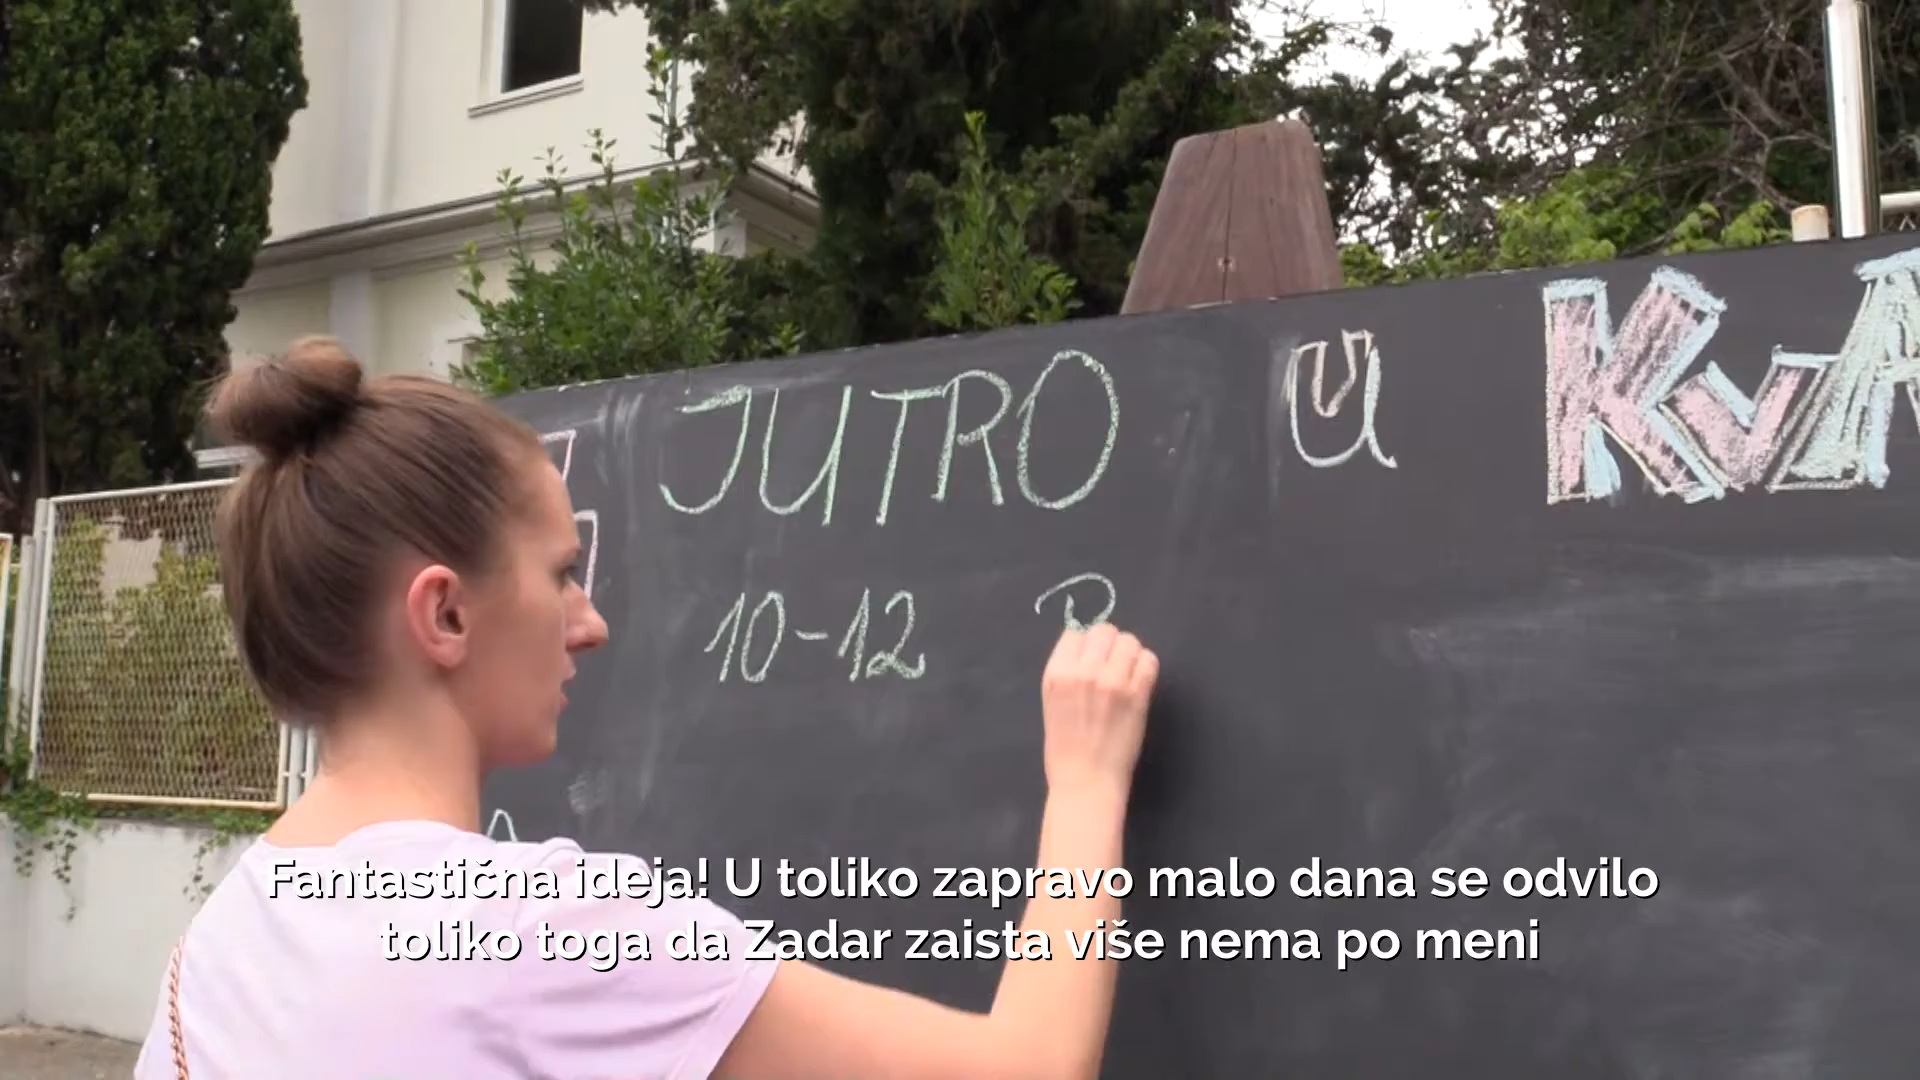 JUTRO U KVA
10-12
Fantastična ideja! U toliko zapravo malo dana se odvilo
toliko toga da Zadar zaista više nema po meni